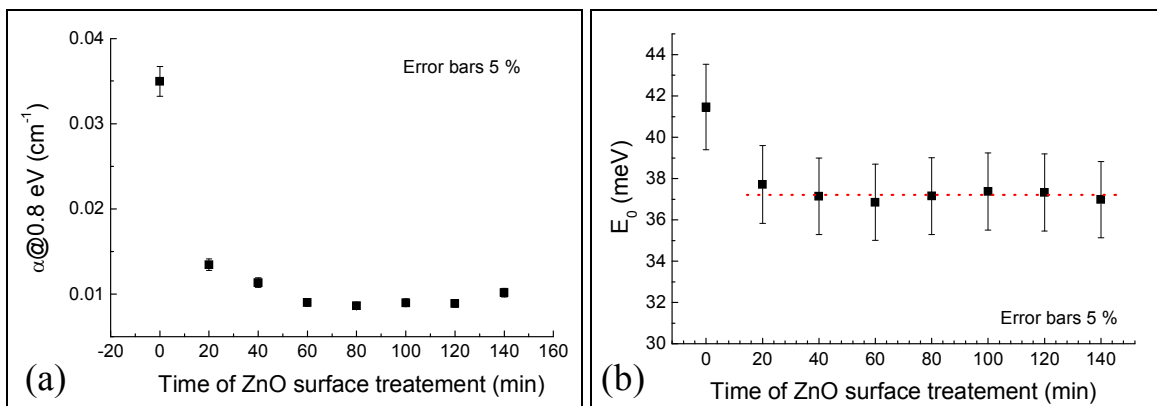 0.04
0.03
0.02
0.01
α@0.8 eV (cm⁻¹)
Error bars 5 %
-20 0 20 40 60 80 100 120 140 160
Time of ZnO surface treatement (min)
(a)
44
42
40
38
36
34
32
30
E₀ (meV)
Error bars 5 %
0 20 40 60 80 100 120 140
Time of ZnO surface treatement (min)
(b)